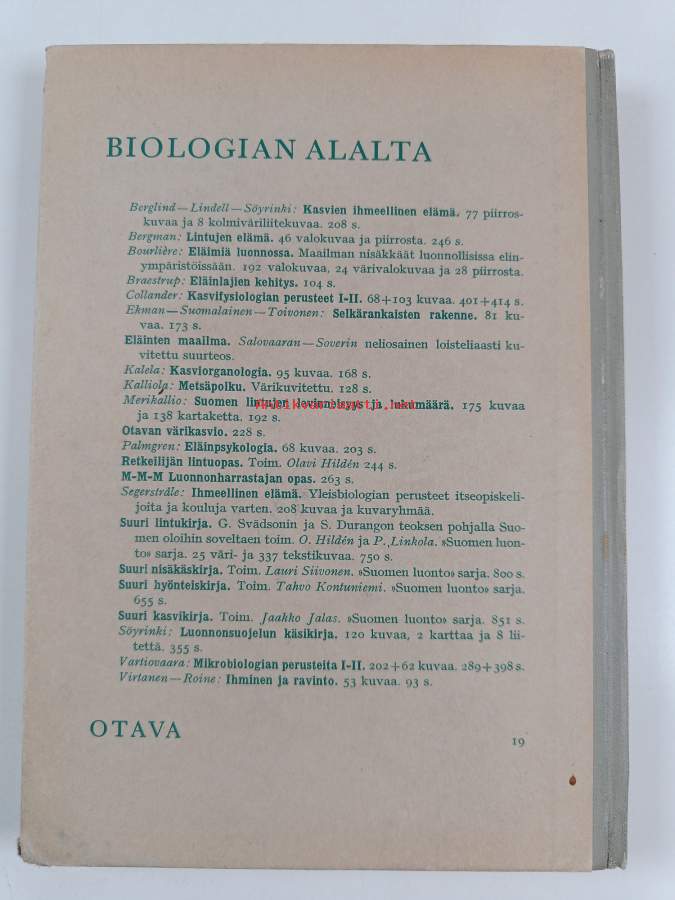 BIOLOGIAN ALALTA
Berglind—Lindell—Söyrinki: Kasvien ihmeellinen elämä. 77 piirros-
kuvaa ja 8 kolmiväriliitekuvaa. 208 s.
Bergman: Lintujen elämä. 46 valokuvaa ja piirrosta. 246 s.
Bourlière: Eläimiä luonnossa. Maailman nisäkkäät luonnollisissa elin-
ympäristöissään. 192 valokuvaa, 24 värivalokuvaa ja 28 piirrosta.
Braestrup: Eläinlajien kehitys. 104 s.
Collander: Kasvifysiologian perusteet I-II. 68+103 kuvaa. 401+414 s.
Ekman—Suomalainen—Toivonen: Selkärankaisten rakenne. 81 ku-
vaa. 173 s.
Eläinten maailma. Salovaaran—Soverin neliosainen loisteliaasti ku-
vitettu suurteos.
Kalela: Kasviorganologia. 95 kuvaa. 168 s.
Kalliola: Metsäpolku. Värikuvitettu. 128 s.
Merikallio: Suomen lintujen levinneisyys ja lukumäärä. 175 kuvaa
ja 138 kartaketta. 192 s.
Otavan värikasvio. 228 s.
Palmgren: Eläinpsykologia. 68 kuvaa. 203 s.
Retkeilijän lintuopas. Toim. Olavi Hildén 244 s.
M-M-M Luonnonharrastajan opas. 263 s.
Segerstråle: Ihmeellinen elämä. Yleisbiologian perusteet itseopiskeli-
joita ja kouluja varten. 208 kuvaa ja kuvaryhmää.
Suuri lintukirja. G. Svädsonin ja S. Durangon teoksen pohjalla Suo-
men oloihin soveltaen toim. O. Hildén ja P. Linkola. »Suomen luon-
to» sarja. 25 väri- ja 337 tekstikuvaa. 750 s.
Suuri nisäkäskirja. Toim. Lauri Siivonen. »Suomen luonto» sarja. 800 s.
Suuri hyönteiskirja. Toim. Tahvo Kontuniemi. »Suomen luonto» sarja.
655 s.
Suuri kasvikirja. Toim. Jaakko Jalas. »Suomen luonto» sarja. 851 s.
Söyrinki: Luonnonsuojelun käsikirja. 120 kuvaa, 2 karttaa ja 8 lii-
tettä. 355 s.
Vartiovaara: Mikrobiologian perusteita I-II. 202+62 kuvaa. 289+398 s.
Virtanen—Roine: Ihminen ja ravinto. 53 kuvaa. 93 s.
OTAVA
19